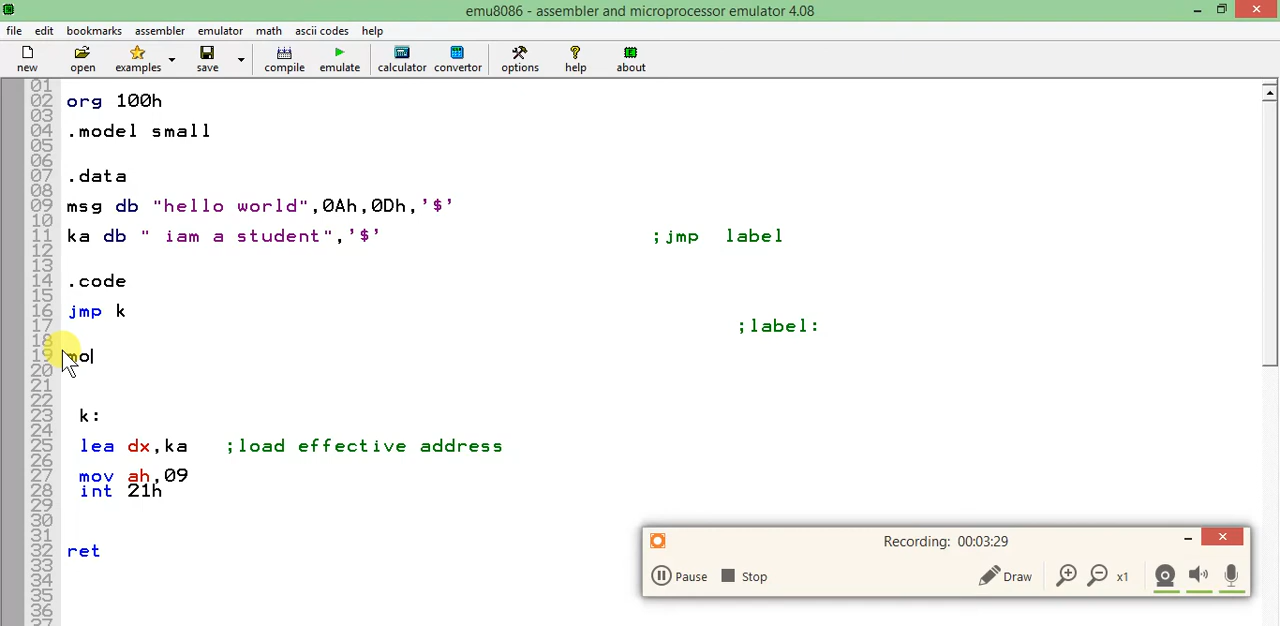 emu8086 - assembler and microprocessor emulator 4.08
file edit bookmarks assembler emulator math ascii codes help
new open examples save compile emulate calculator convertor options help about
01
02 org 100h
03
04 .model small
05
06
07 .data
08
09 msg db "hello world",0Ah,0Dh,'$'
10
11 ka db " iam a student",'$' ;jmp label
12
13
14 .code
15
16 jmp k
17 ;label:
18
19 mo
20
21
22
23 k:
24
25 lea dx,ka ;load effective address
26
27 mov ah,09
28 int 21h
29
30
31
32 ret
33
34
35
36
37
Recording: 00:03:29
Pause Stop Draw x1